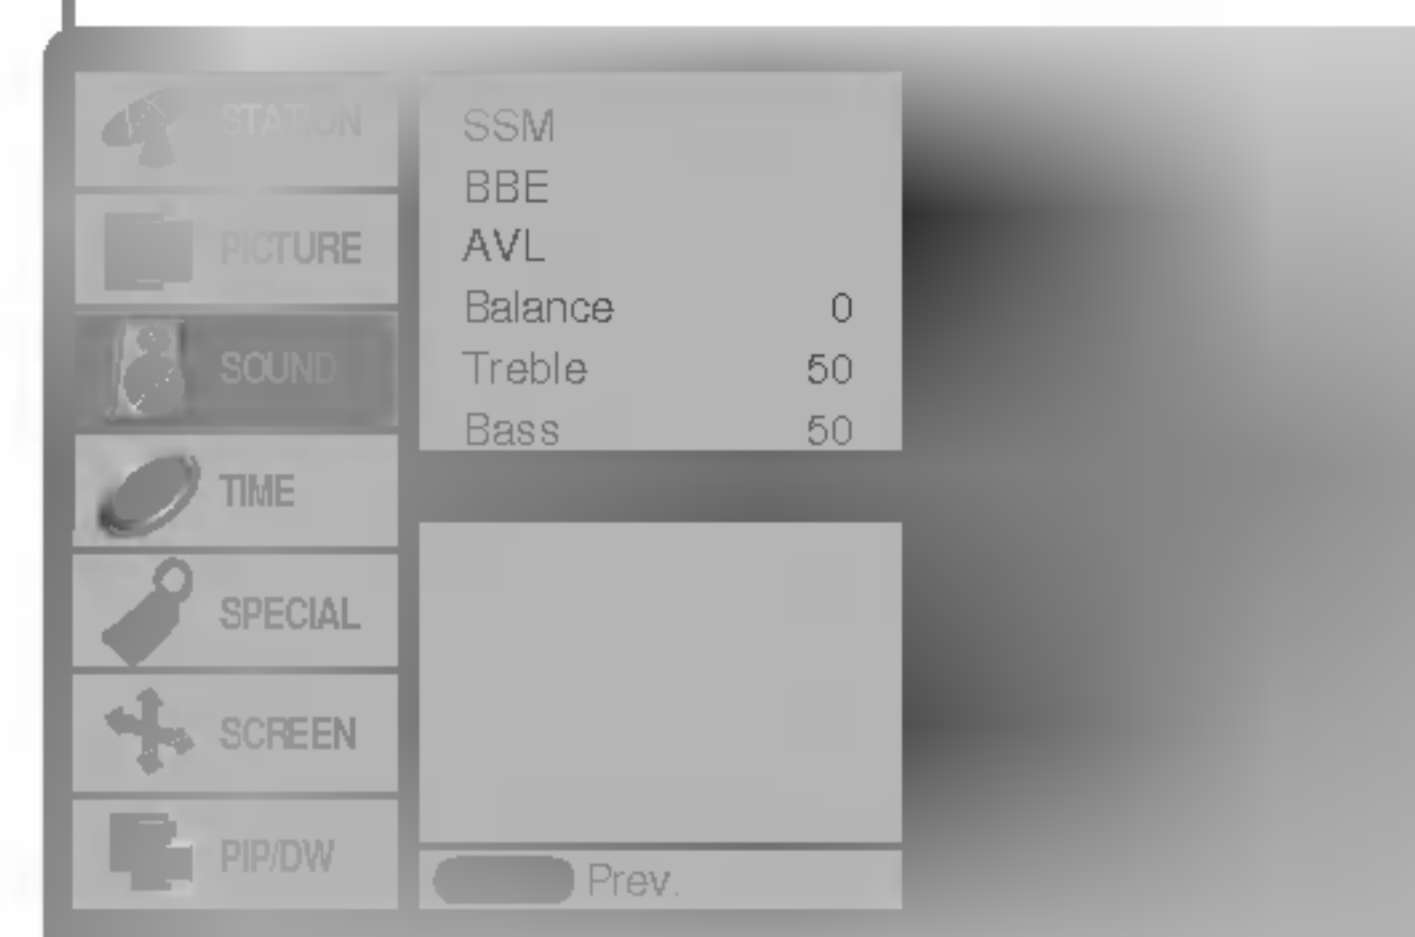 STATION
PICTURE
SOUND
TIME
SPECIAL
SCREEN
PIP/DW
SSM
BBE
AVL
Balance 0
Treble 50
Bass 50
Prev.